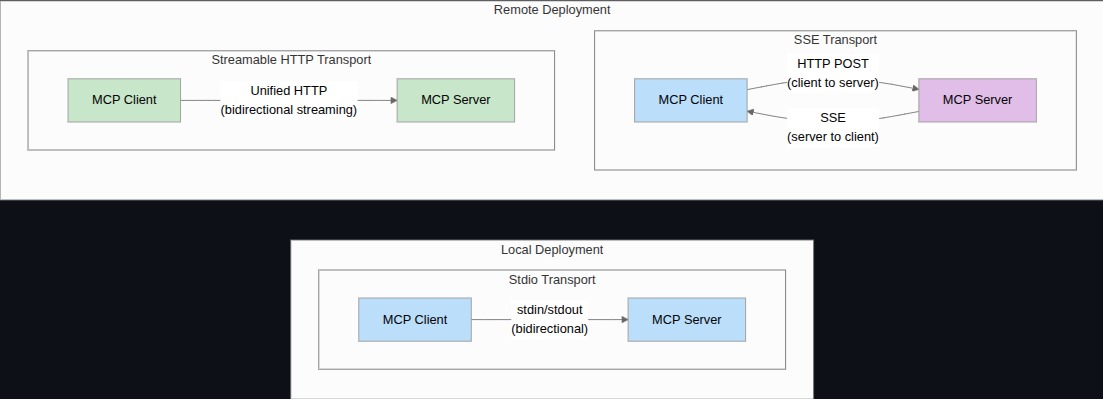 Remote Deployment
Streamable HTTP Transport
MCP Client
Unified HTTP
(bidirectional streaming)
MCP Server
SSE Transport
MCP Client
HTTP POST
(client to server)
SSE
(server to client)
MCP Server
Local Deployment
Stdio Transport
MCP Client
stdin/stdout
(bidirectional)
MCP Server